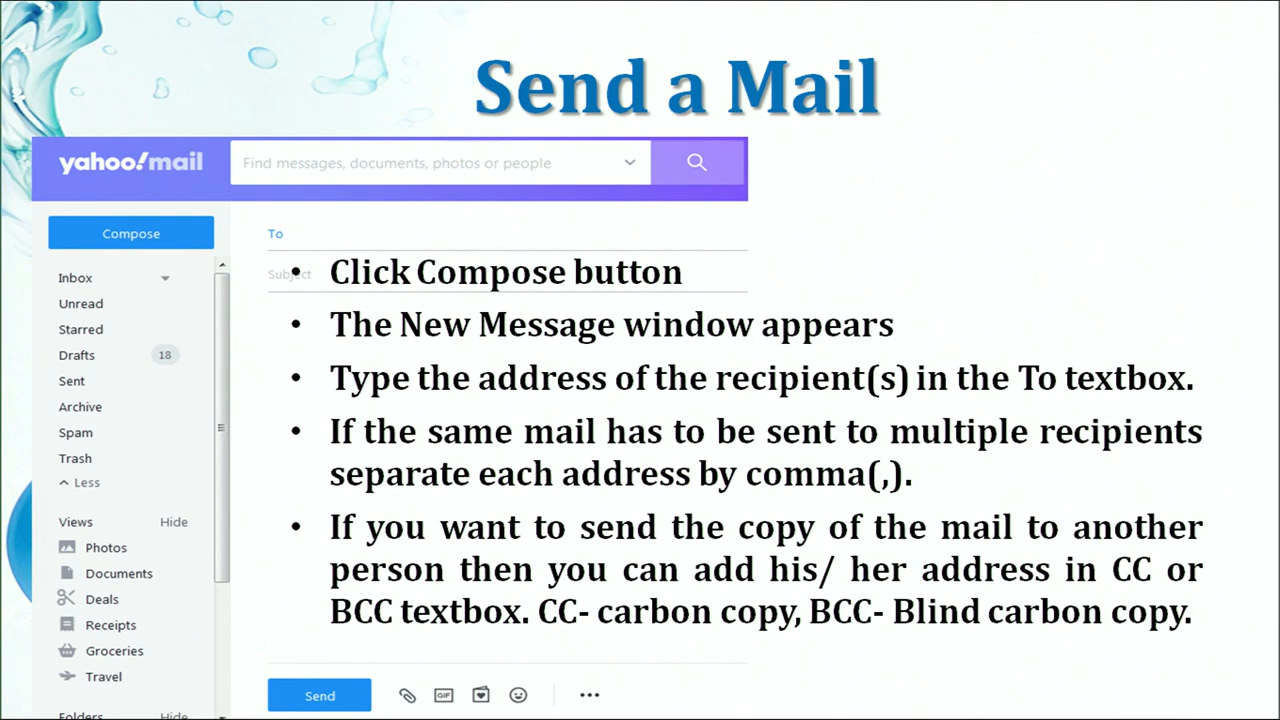 Send a Mail
yahoo!mail
Find messages, documents, photos or people
Compose
To
Subject
Inbox
Unread
Starred
Drafts 18
Sent
Archive
Spam
Trash
Less
Views Hide
Photos
Documents
Deals
Receipts
Groceries
Travel
Folders Hide
• Click Compose button
• The New Message window appears
• Type the address of the recipient(s) in the To textbox.
• If the same mail has to be sent to multiple recipients
separate each address by comma(,).
• If you want to send the copy of the mail to another
person then you can add his/ her address in CC or
BCC textbox. CC- carbon copy, BCC- Blind carbon copy.
Send GIF